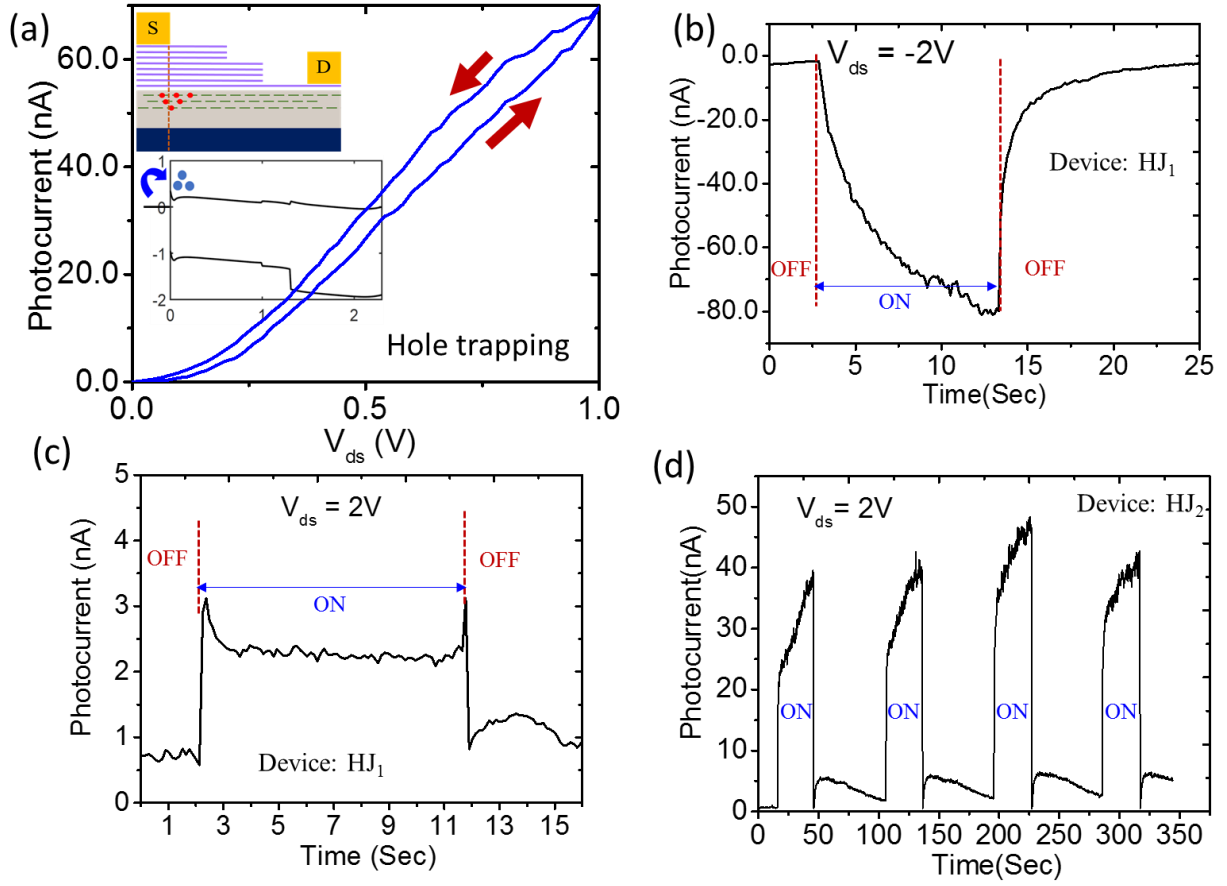 (a)
Photocurrent (nA)
60.0
40.0
20.0
0.0
S
D
1
0
-1
-2
0
1
2
Hole trapping
0.0
0.5
1.0
V_ds (V)
(b)
Photocurrent (nA)
0.0
-20.0
-40.0
-60.0
-80.0
V_ds = -2V
Device: HJ_1
OFF
ON
OFF
0
5
10
15
20
25
Time(Sec)
(c)
Photocurrent (nA)
5
4
3
2
1
0
V_ds = 2V
OFF
ON
OFF
Device: HJ_1
1
3
5
7
9
11
13
15
Time (Sec)
(d)
Photocurrent(nA)
50
45
40
35
30
25
20
15
10
5
0
V_ds = 2V
Device: HJ_2
ON
ON
ON
ON
0
50
100
150
200
250
300
350
Time(Sec)